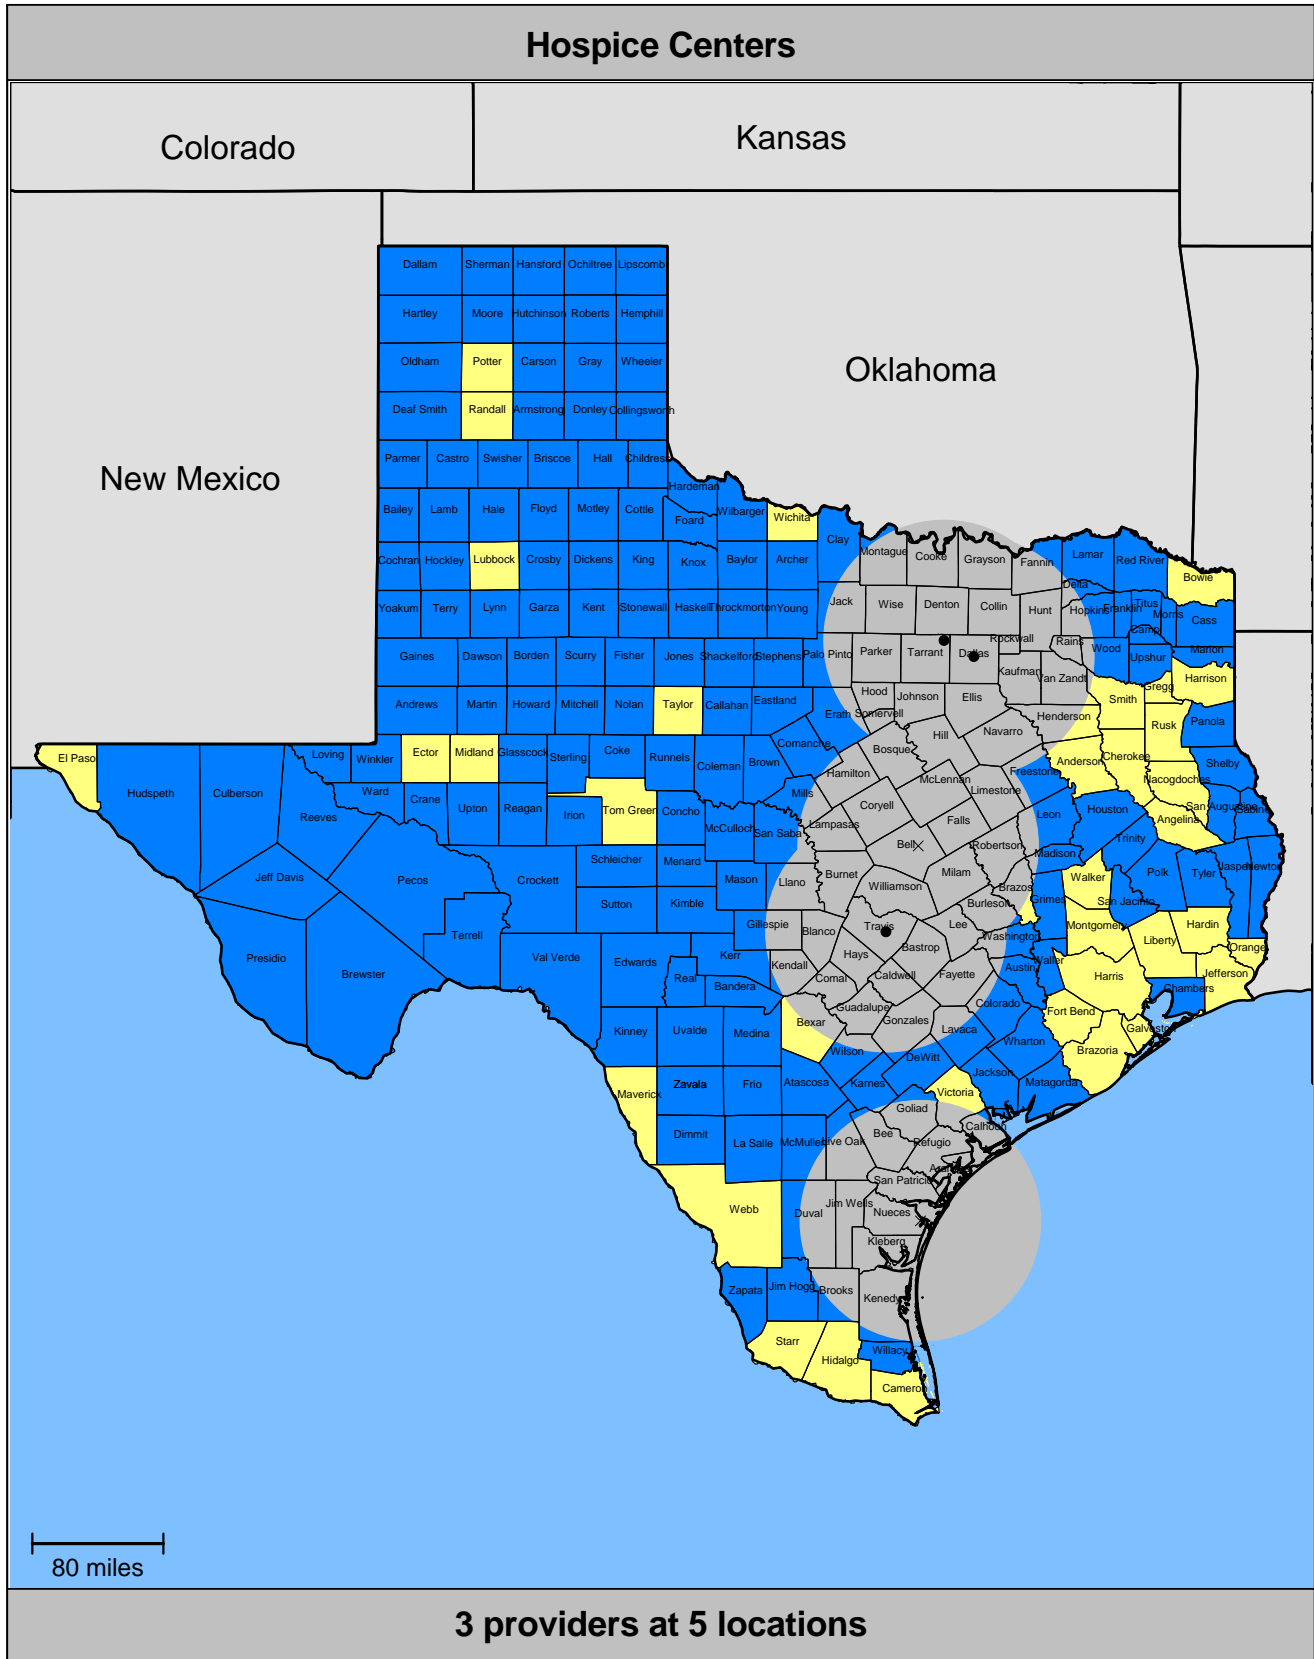 Hospice Centers
Colorado
Kansas
New Mexico
Oklahoma
Dallam Sherman Hansford Ochiltree Lipscomb
Hartley Moore Hutchinson Roberts Hemphill
Oldham Potter Carson Gray Wheeler
Deaf Smith Randall Armstrong Donley Collingsworth
Parmer Castro Swisher Briscoe Hall Childress
Hardeman
Bailey Lamb Hale Floyd Motley Cottle Foard Wilbarger Wichita
Clay Montague Cooke Grayson Fannin Lamar Red River Bowie
Cochran Hockley Lubbock Crosby Dickens King Knox Baylor Archer
Delta
Yoakum Terry Lynn Garza Kent Stonewall Haskell Throckmorton Young Jack Wise Denton Collin Hunt Hopkins Franklin Titus Morris Cass
Camp
Rockwall Rains Wood Upshur Marion
Gaines Dawson Borden Scurry Fisher Jones Shackelford Stephens Palo Pinto Parker Tarrant Dallas Kaufman Van Zandt
Gregg Harrison
Andrews Martin Howard Mitchell Nolan Taylor Callahan Eastland Hood Johnson Ellis Smith
Erath Somervell Henderson Rusk Panola
Hill Navarro
El Paso Loving Winkler Ector Midland Glasscock Sterling Coke Runnels Coleman Brown Comanche Bosque Anderson Cherokee Shelby
Hamilton McLennan Freestone Nacogdoches
Hudspeth Culberson Reeves Ward Crane Upton Reagan Irion Tom Green Concho Mills Coryell Limestone San Augustine Sabine
McCulloch San Saba Lampasas Falls Leon Houston Angelina
Trinity
Bell Robertson Madison
Schleicher Menard
Jeff Davis Pecos Crockett Mason Llano Burnet Williamson Milam Brazos Walker Polk Tyler Jasper Newton
Sutton Kimble Burleson Grimes San Jacinto
Terrell Gillespie Blanco Travis Lee Washington Montgomery Liberty Hardin
Presidio Brewster Val Verde Edwards Kerr Hays Bastrop Orange
Real Bandera Kendall Comal Caldwell Fayette Austin Waller Harris Jefferson
Chambers
Kinney Uvalde Medina Bexar Guadalupe Gonzales Colorado Fort Bend Galveston
Lavaca Wharton Brazoria
Wilson DeWitt
Maverick Zavala Frio Atascosa Karnes Victoria Jackson Matagorda
Goliad
Dimmit La Salle McMullen Live Oak Bee Refugio Calhoun
San Patricio
Webb Duval Jim Wells Nueces
Kleberg
Zapata Jim Hogg Brooks Kenedy
Starr Hidalgo Willacy
Cameron
80 miles
3 providers at 5 locations